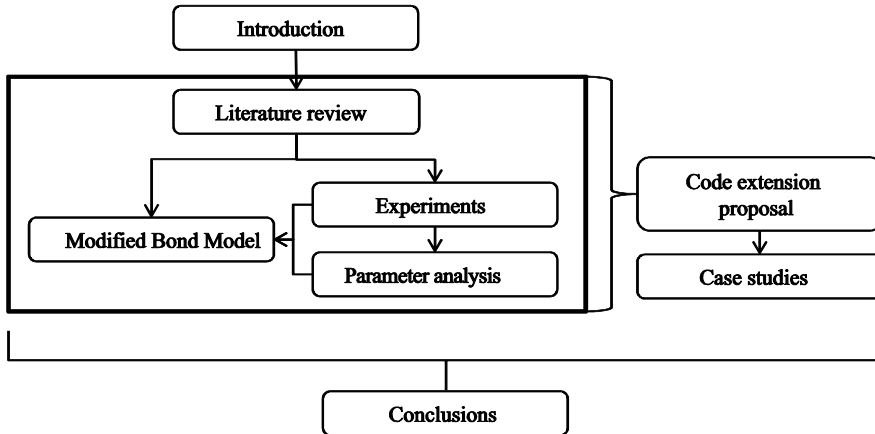 Introduction
Literature review
Experiments
Modified Bond Model
Parameter analysis
Code extension
proposal
Case studies
Conclusions